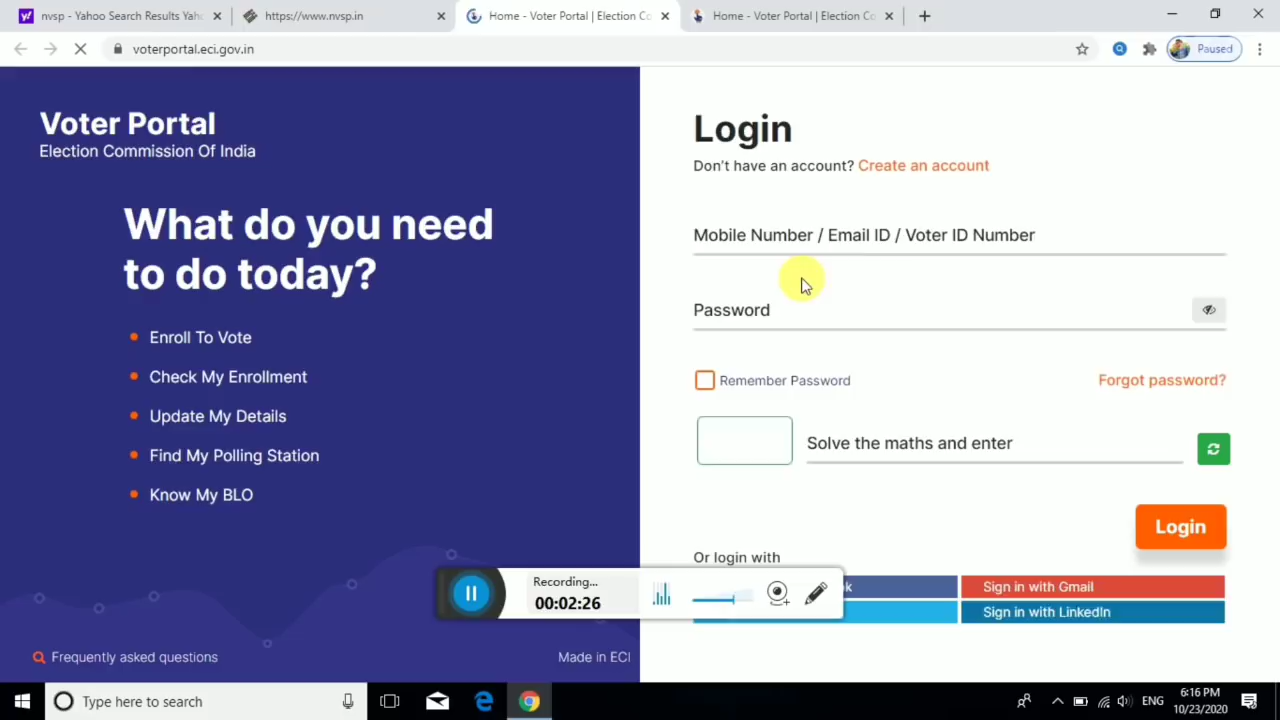 nvsp - Yahoo Search Results Yah
https://www.nvsp.in
Home - Voter Portal | Election Co
Home - Voter Portal | Election Co
voterportal.eci.gov.in
Paused
Voter Portal
Election Commission Of India
What do you need
to do today?
Enroll To Vote
Check My Enrollment
Update My Details
Find My Polling Station
Know My BLO
Frequently asked questions
Made in ECI
Login
Don't have an account? Create an account
Mobile Number / Email ID / Voter ID Number
Password
Remember Password
Forgot password?
Solve the maths and enter
Login
Or login with
k
Sign in with Gmail
Sign in with LinkedIn
Recording...
00:02:26
Type here to search
ENG
6:16 PM
10/23/2020